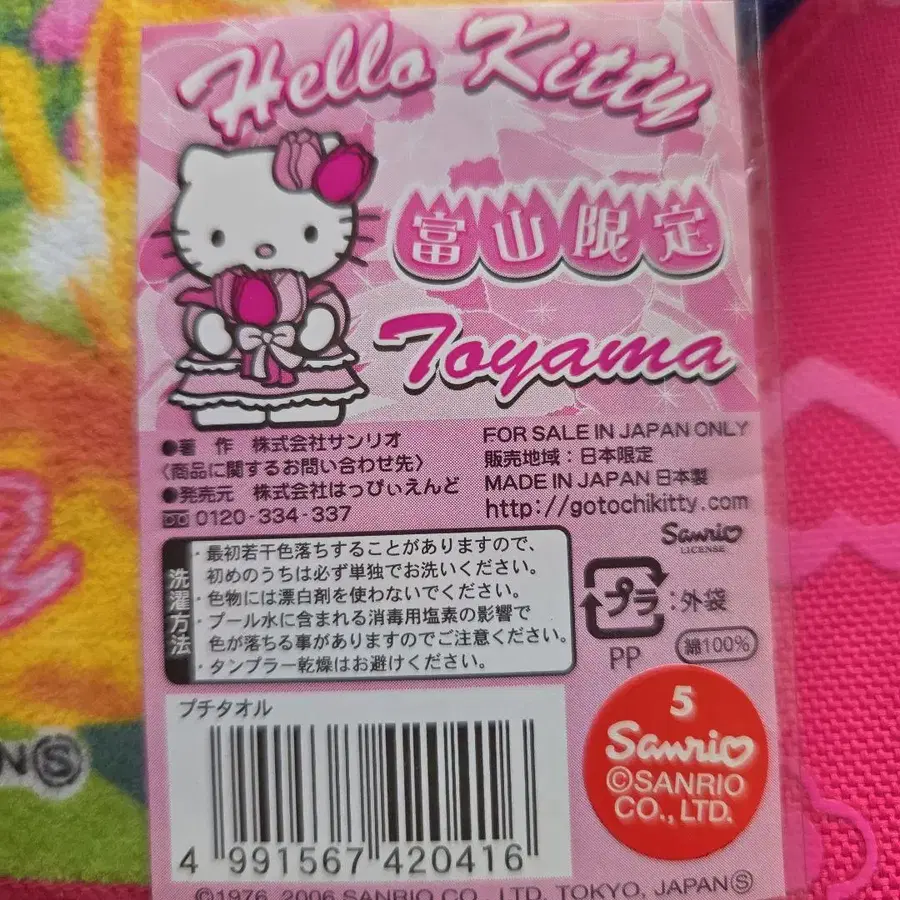 Hello Kitty
富山限定
Toyama
●著 作 株式会社サンリオ
〈商品に関するお問い合わせ先〉
●発売元 株式会社はっぴぃえんど
0120-334-337
FOR SALE IN JAPAN ONLY
販売地域：日本限定
MADE IN JAPAN 日本製
http://gotochikitty.com
Sanrio
LICENSE
洗濯方法
・最初若干色落ちすることがありますので、
初めのうちは必ず単独でお洗いください。
・色物には漂白剤を使わないでください。
・プール水に含まれる消毒用塩素の影響で
色が落ちる事がありますのでご注意ください。
・タンブラー乾燥はお避けください。
プラ：外袋
PP
綿100%
プチタオル
4 991567 420416
5
Sanrio
©SANRIO
CO., LTD.
©1976, 2006 SANRIO CO., LTD. TOKYO, JAPAN Ⓢ
N Ⓢ